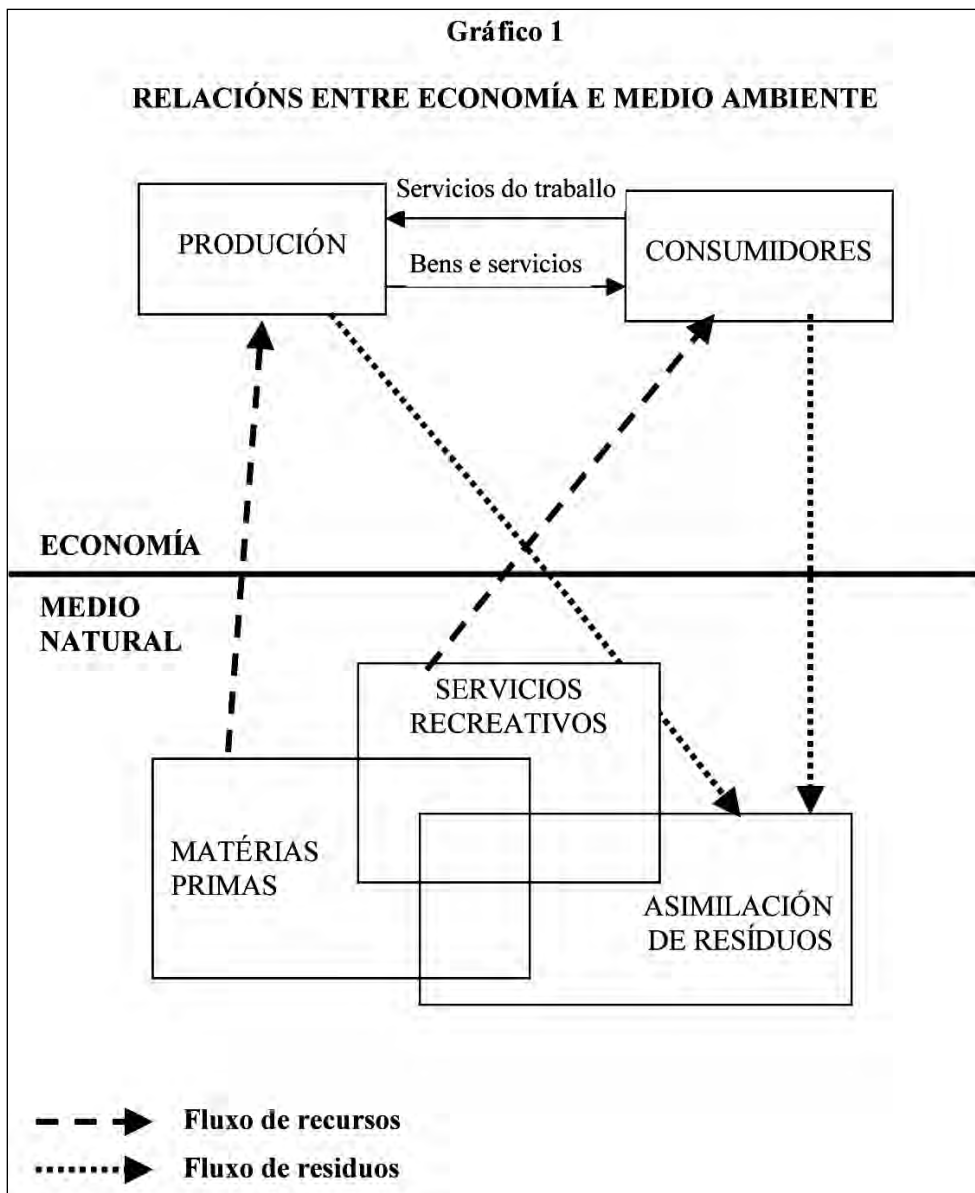 Gráfico 1
RELACIÓNS ENTRE ECONOMÍA E MEDIO AMBIENTE
Servicios do traballo
PRODUCIÓN
CONSUMIDORES
Bens e servicios
ECONOMÍA
MEDIO
NATURAL
SERVICIOS
RECREATIVOS
MATÉRIAS
PRIMAS
ASIMILACIÓN
DE RESÍDUOS
Fluxo de recursos
Fluxo de residuos